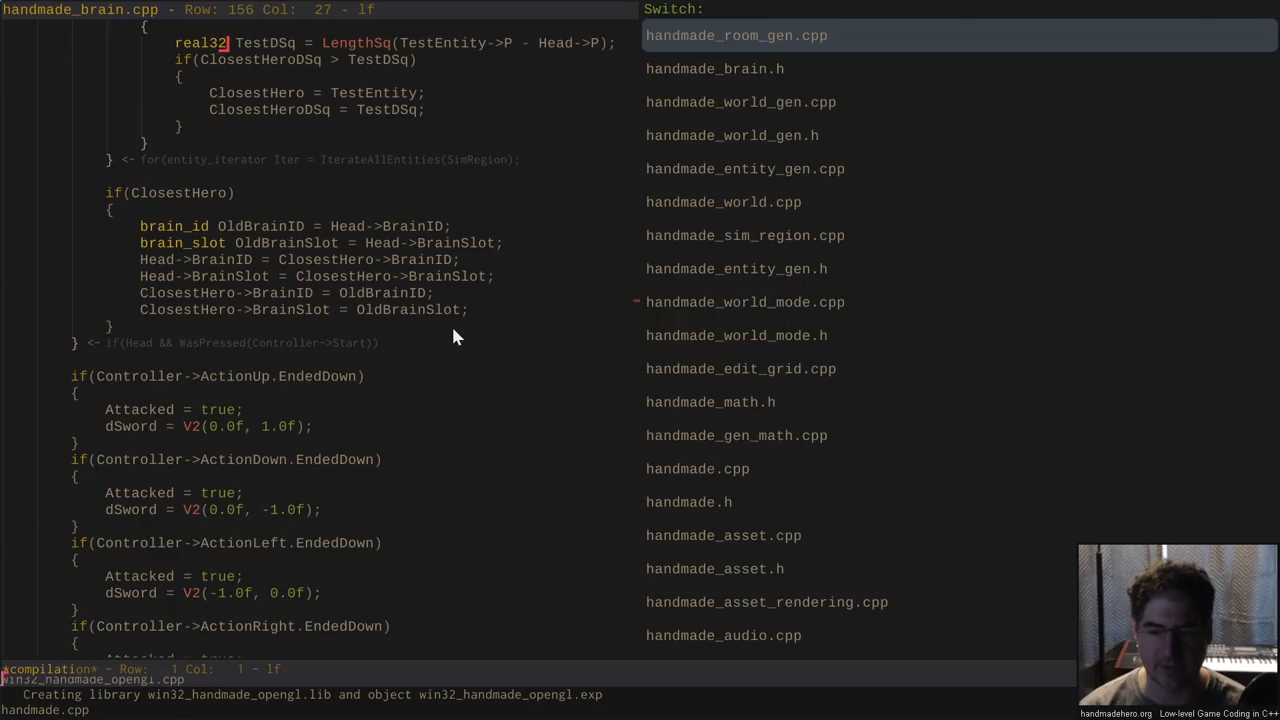 handmade_brain.cpp - Row: 156 Col:  27 - lf
{
real32 TestDSq = LengthSq(TestEntity->P - Head->P);
if(ClosestHeroDSq > TestDSq)
{
ClosestHero = TestEntity;
ClosestHeroDSq = TestDSq;
}
}
} <- for(entity_iterator Iter = IterateAllEntities(SimRegion);
if(ClosestHero)
{
brain_id OldBrainID = Head->BrainID;
brain_slot OldBrainSlot = Head->BrainSlot;
Head->BrainID = ClosestHero->BrainID;
Head->BrainSlot = ClosestHero->BrainSlot;
ClosestHero->BrainID = OldBrainID;
ClosestHero->BrainSlot = OldBrainSlot;
}
} <- if(Head && WasPressed(Controller->Start))
if(Controller->ActionUp.EndedDown)
{
Attacked = true;
dSword = V2(0.0f, 1.0f);
}
if(Controller->ActionDown.EndedDown)
{
Attacked = true;
dSword = V2(0.0f, -1.0f);
}
if(Controller->ActionLeft.EndedDown)
{
Attacked = true;
dSword = V2(-1.0f, 0.0f);
}
if(Controller->ActionRight.EndedDown)
{
Switch:
handmade_room_gen.cpp
handmade_brain.h
handmade_world_gen.cpp
handmade_world_gen.h
handmade_entity_gen.cpp
handmade_world.cpp
handmade_sim_region.cpp
handmade_entity_gen.h
handmade_world_mode.cpp
handmade_world_mode.h
handmade_edit_grid.cpp
handmade_math.h
handmade_gen_math.cpp
handmade.cpp
handmade.h
handmade_asset.cpp
handmade_asset.h
handmade_asset_rendering.cpp
handmade_audio.cpp
*compilation* - Row:   1 Col:   1 - lf
win32_handmade_opengl.cpp
Creating library win32_handmade_opengl.lib and object win32_handmade_opengl.exp
handmade.cpp
handmadehero.org  Low-level Game Coding in C++